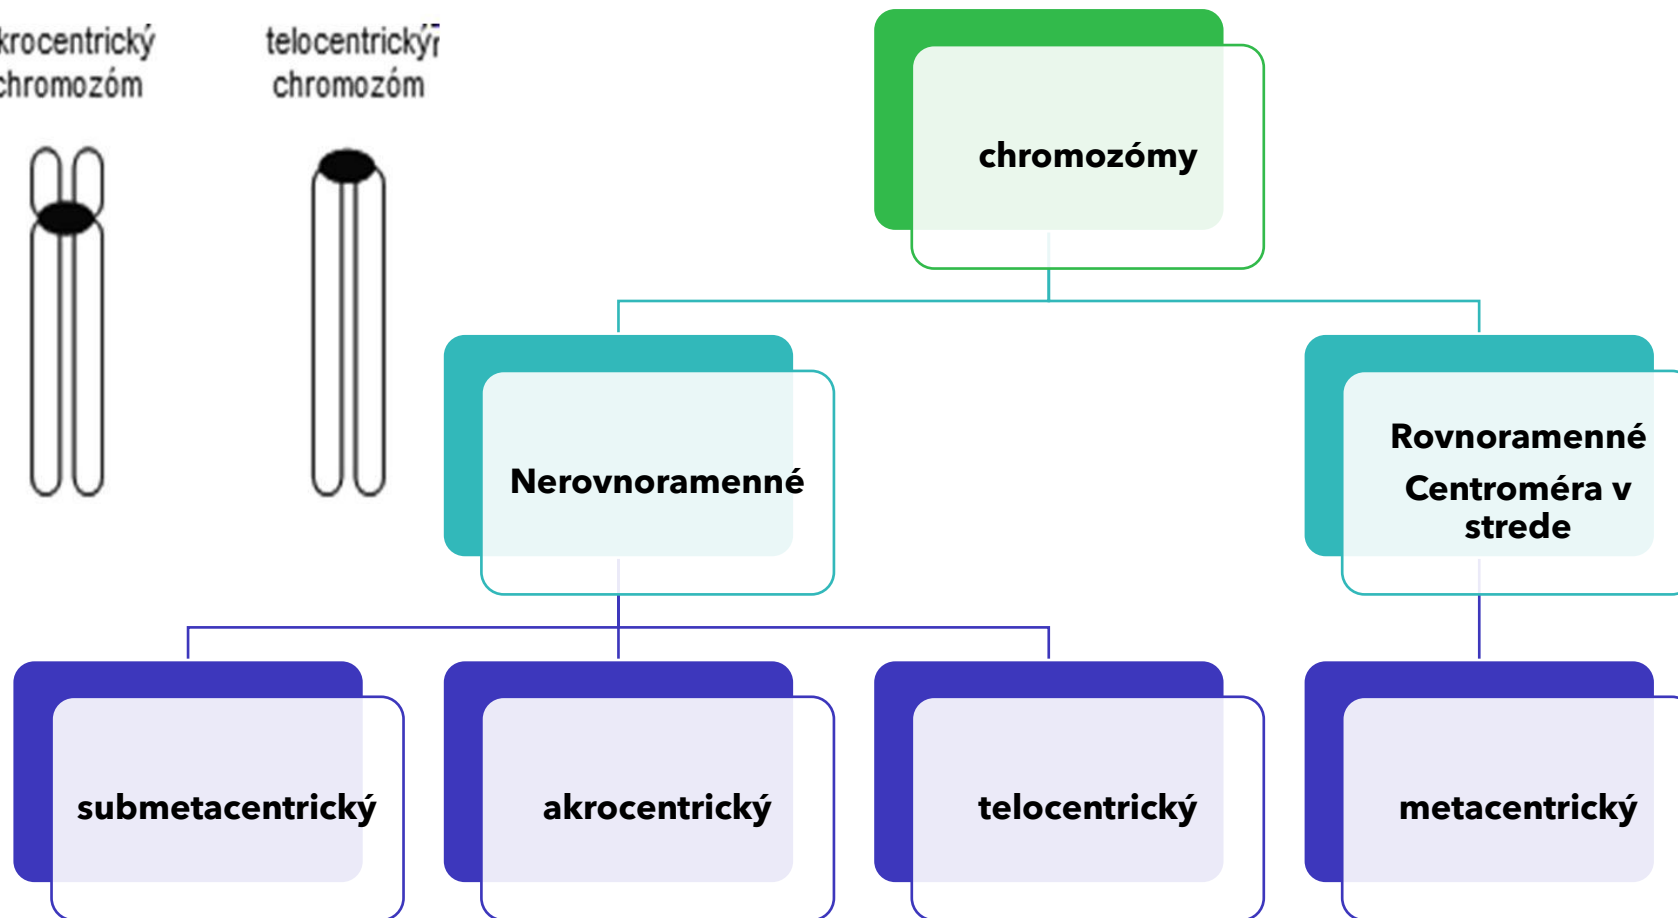 krocentrický
chromozóm
telocentrický
chromozóm
chromozómy
Nerovnoramenné
Rovnoramenné
Centroméra v
strede
submetacentrický
akrocentrický
telocentrický
metacentrický